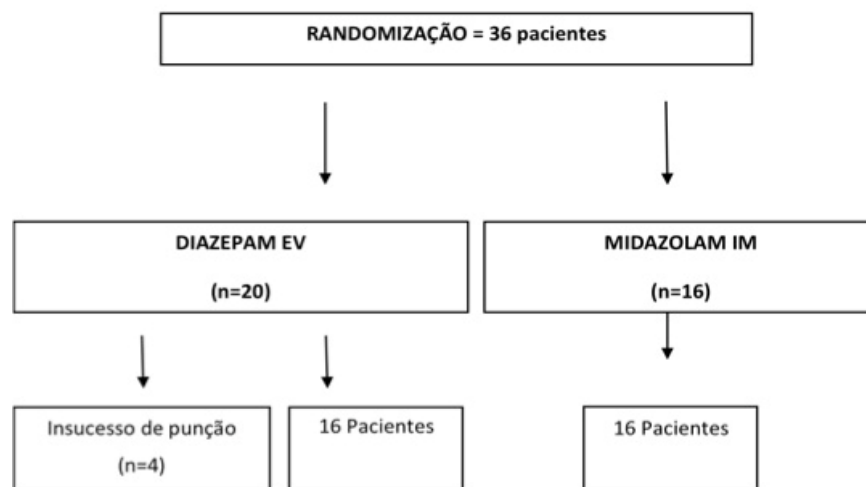 RANDOMIZAÇÃO = 36 pacientes
DIAZEPAM EV
(n=20)
MIDAZOLAM IM
(n=16)
Insucesso de punção
(n=4)
16 Pacientes
16 Pacientes